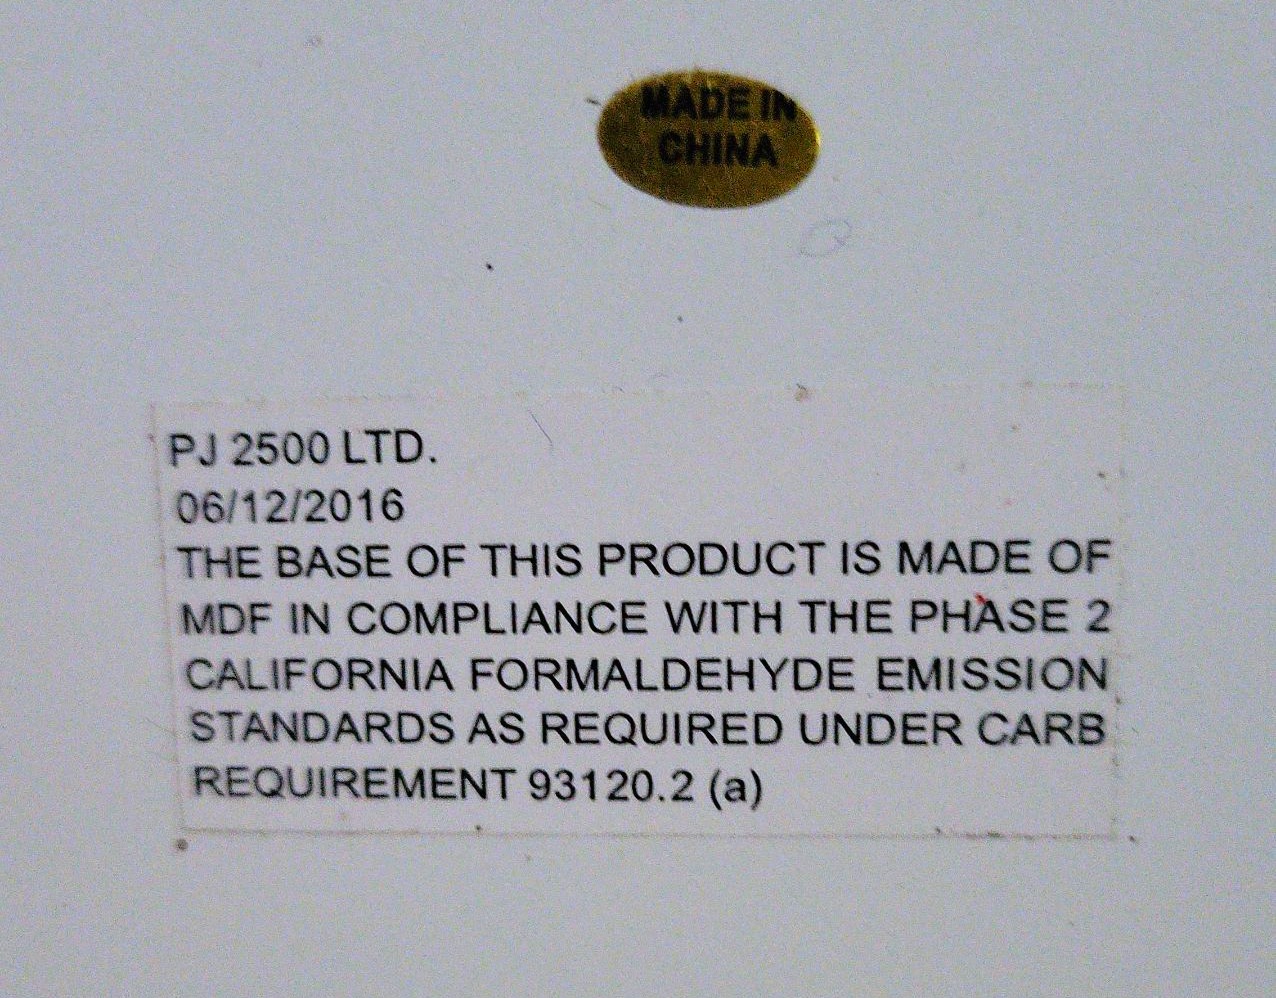 MADE IN
CHINA
PJ 2500 LTD.
06/12/2016
THE BASE OF THIS PRODUCT IS MADE OF
MDF IN COMPLIANCE WITH THE PHASE 2
CALIFORNIA FORMALDEHYDE EMISSION
STANDARDS AS REQUIRED UNDER CARB
REQUIREMENT 93120.2 (a)